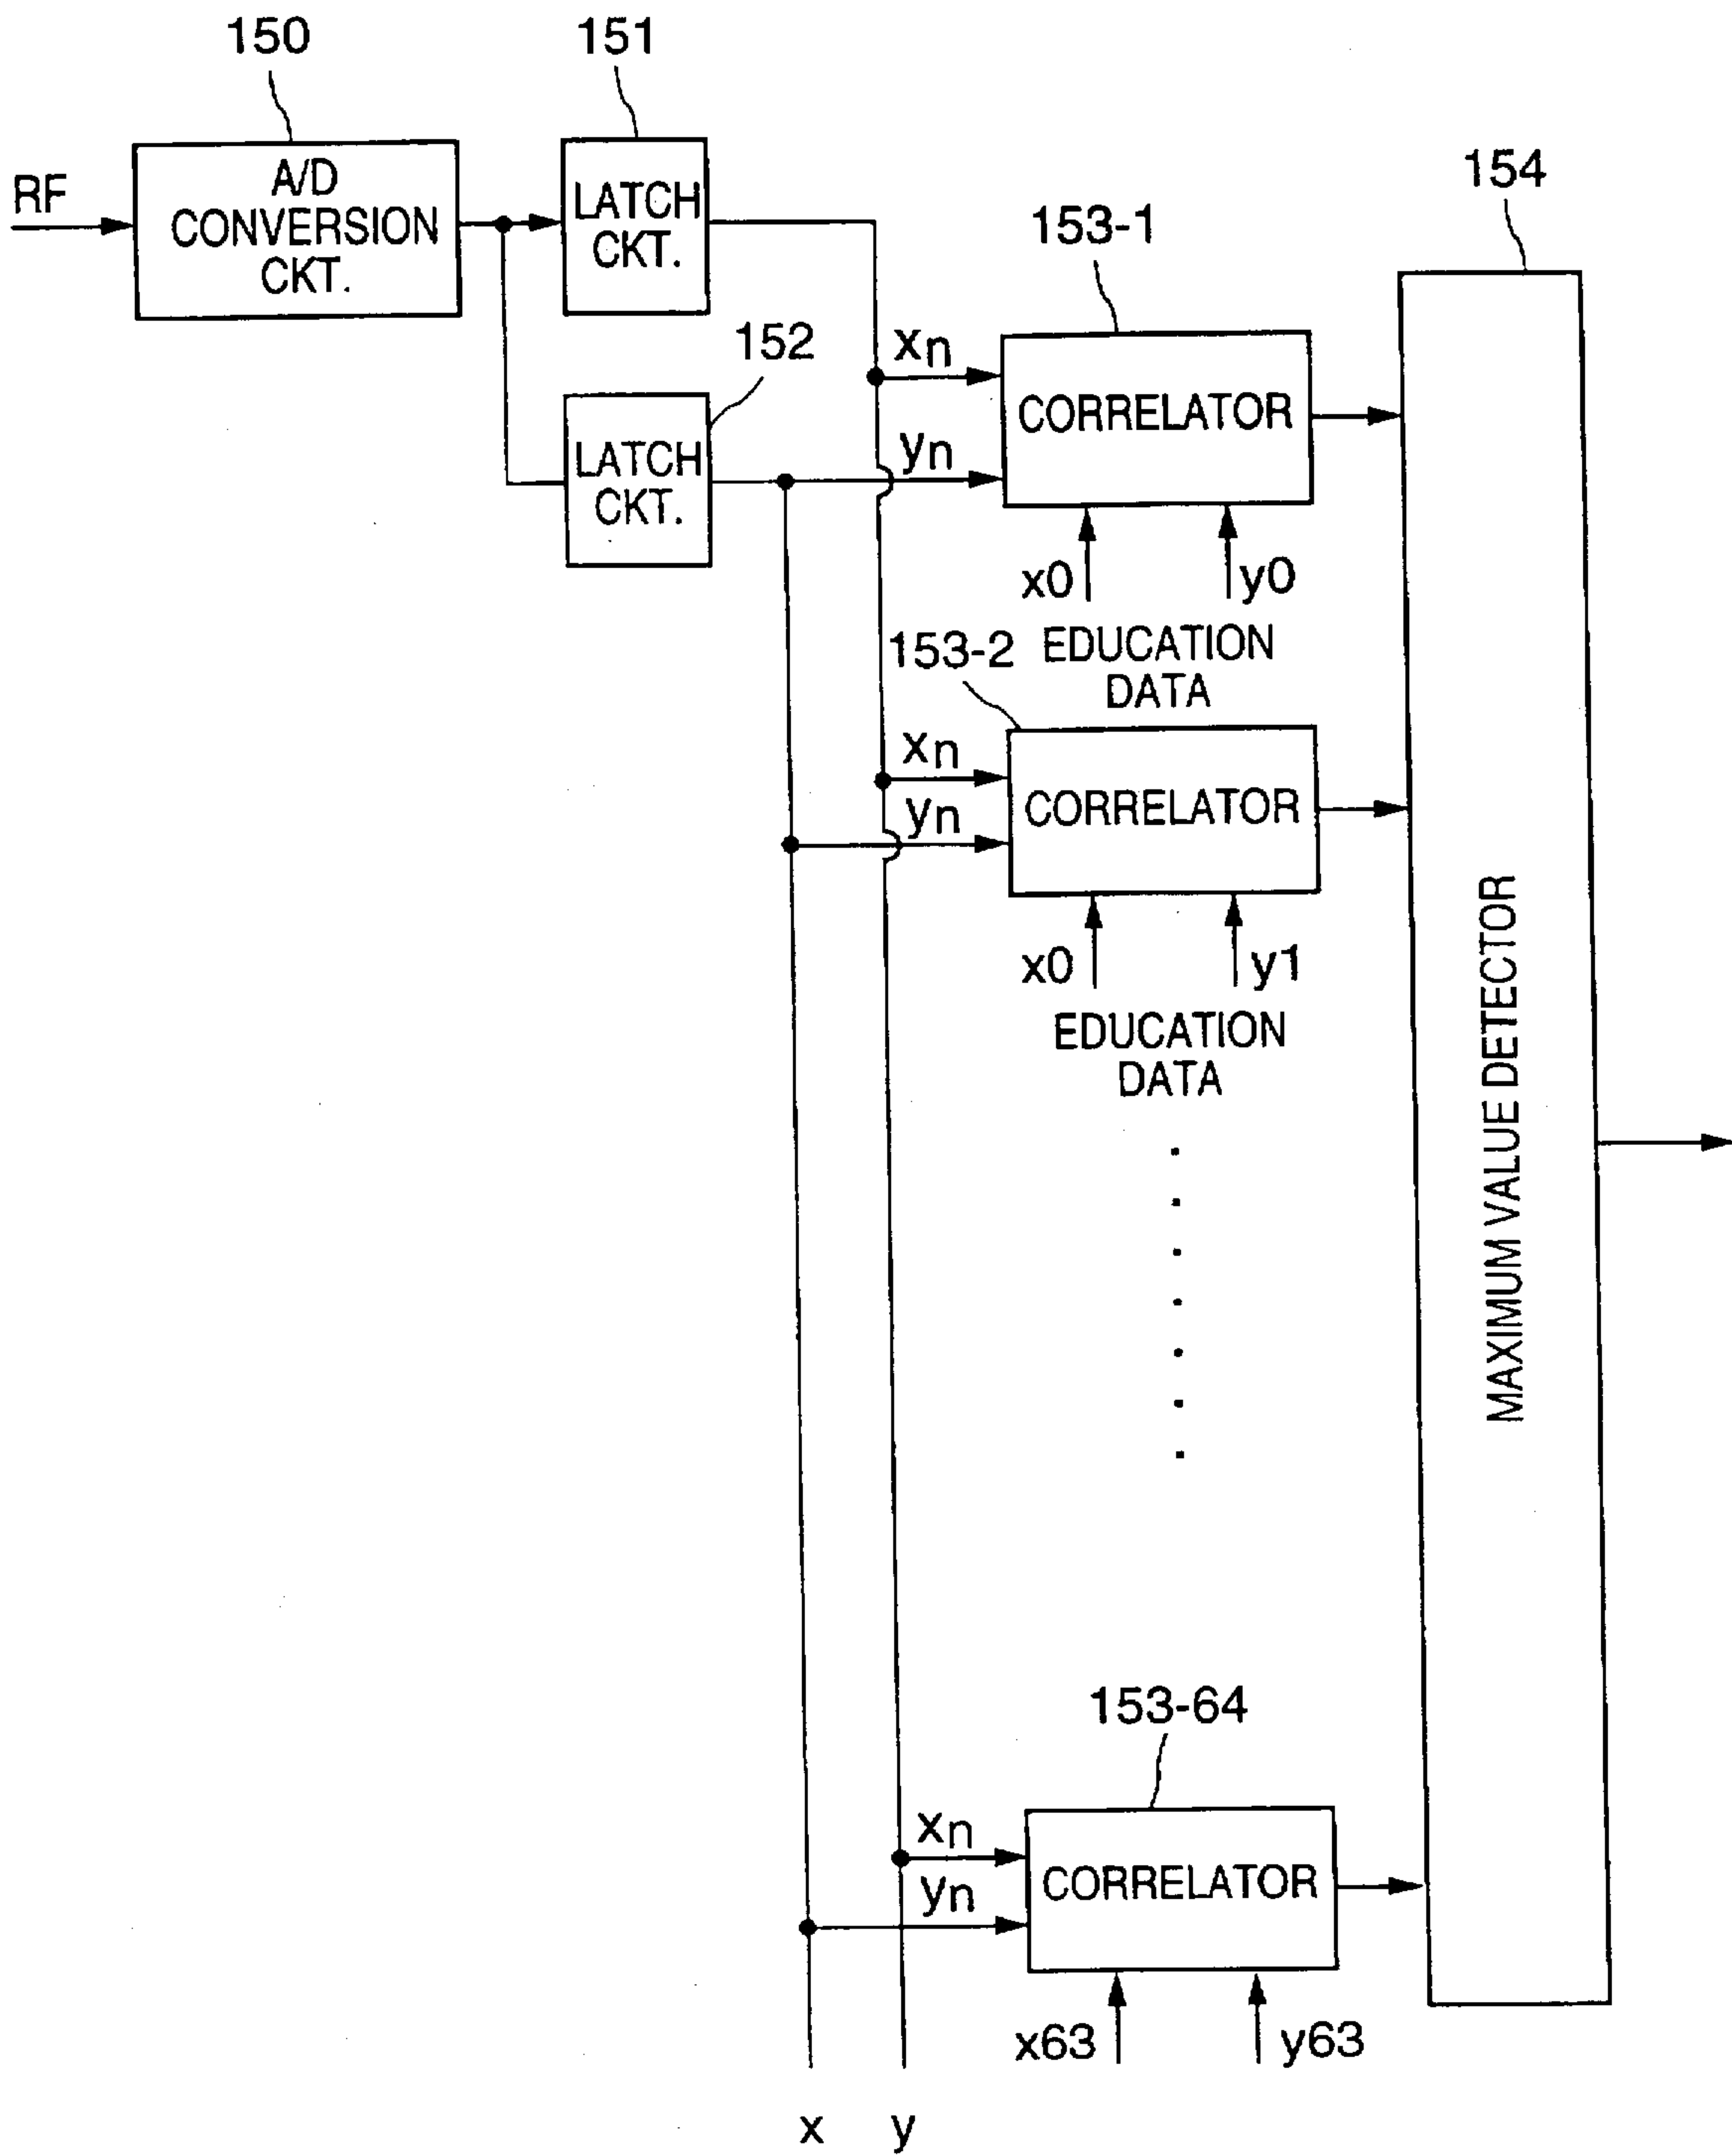 150
151
RF
A/D
CONVERSION
CKT.
LATCH
CKT.
154
153-1
152
xn
CORRELATOR
LATCH
CKT.
yn
x0
y0
153-2
EDUCATION
DATA
xn
CORRELATOR
yn
x0
y1
EDUCATION
DATA
MAXIMUM VALUE DETECTOR
153-64
xn
CORRELATOR
yn
x63
y63
x
y